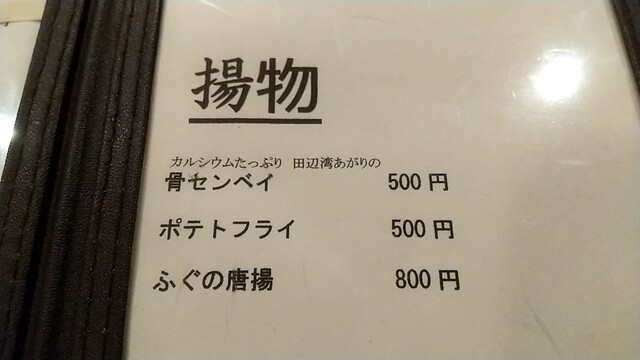 揚物
カルシウムたっぷり 田辺湾あがりの
骨センベイ 500円
ポテトフライ 500円
ふぐの唐揚 800円